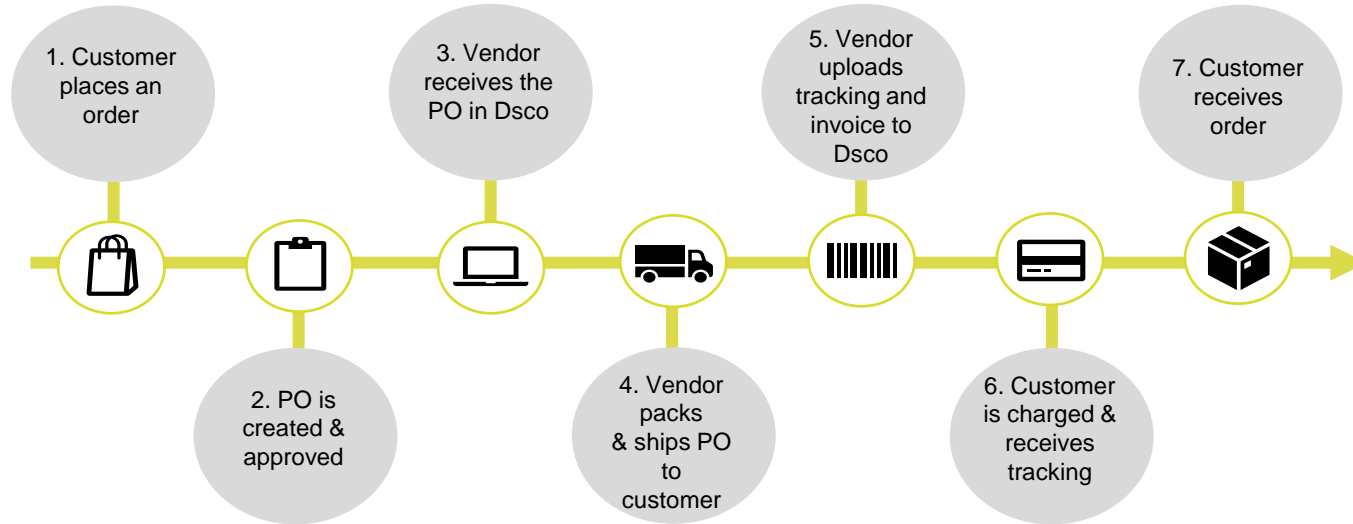 1. Customer
places an
order
2. PO is
created &
approved
3. Vendor
receives the
PO in Dsco
4. Vendor
packs
& ships PO
to
customer
5. Vendor
uploads
tracking and
invoice to
Dsco
6. Customer
is charged &
receives
tracking
7. Customer
receives
order